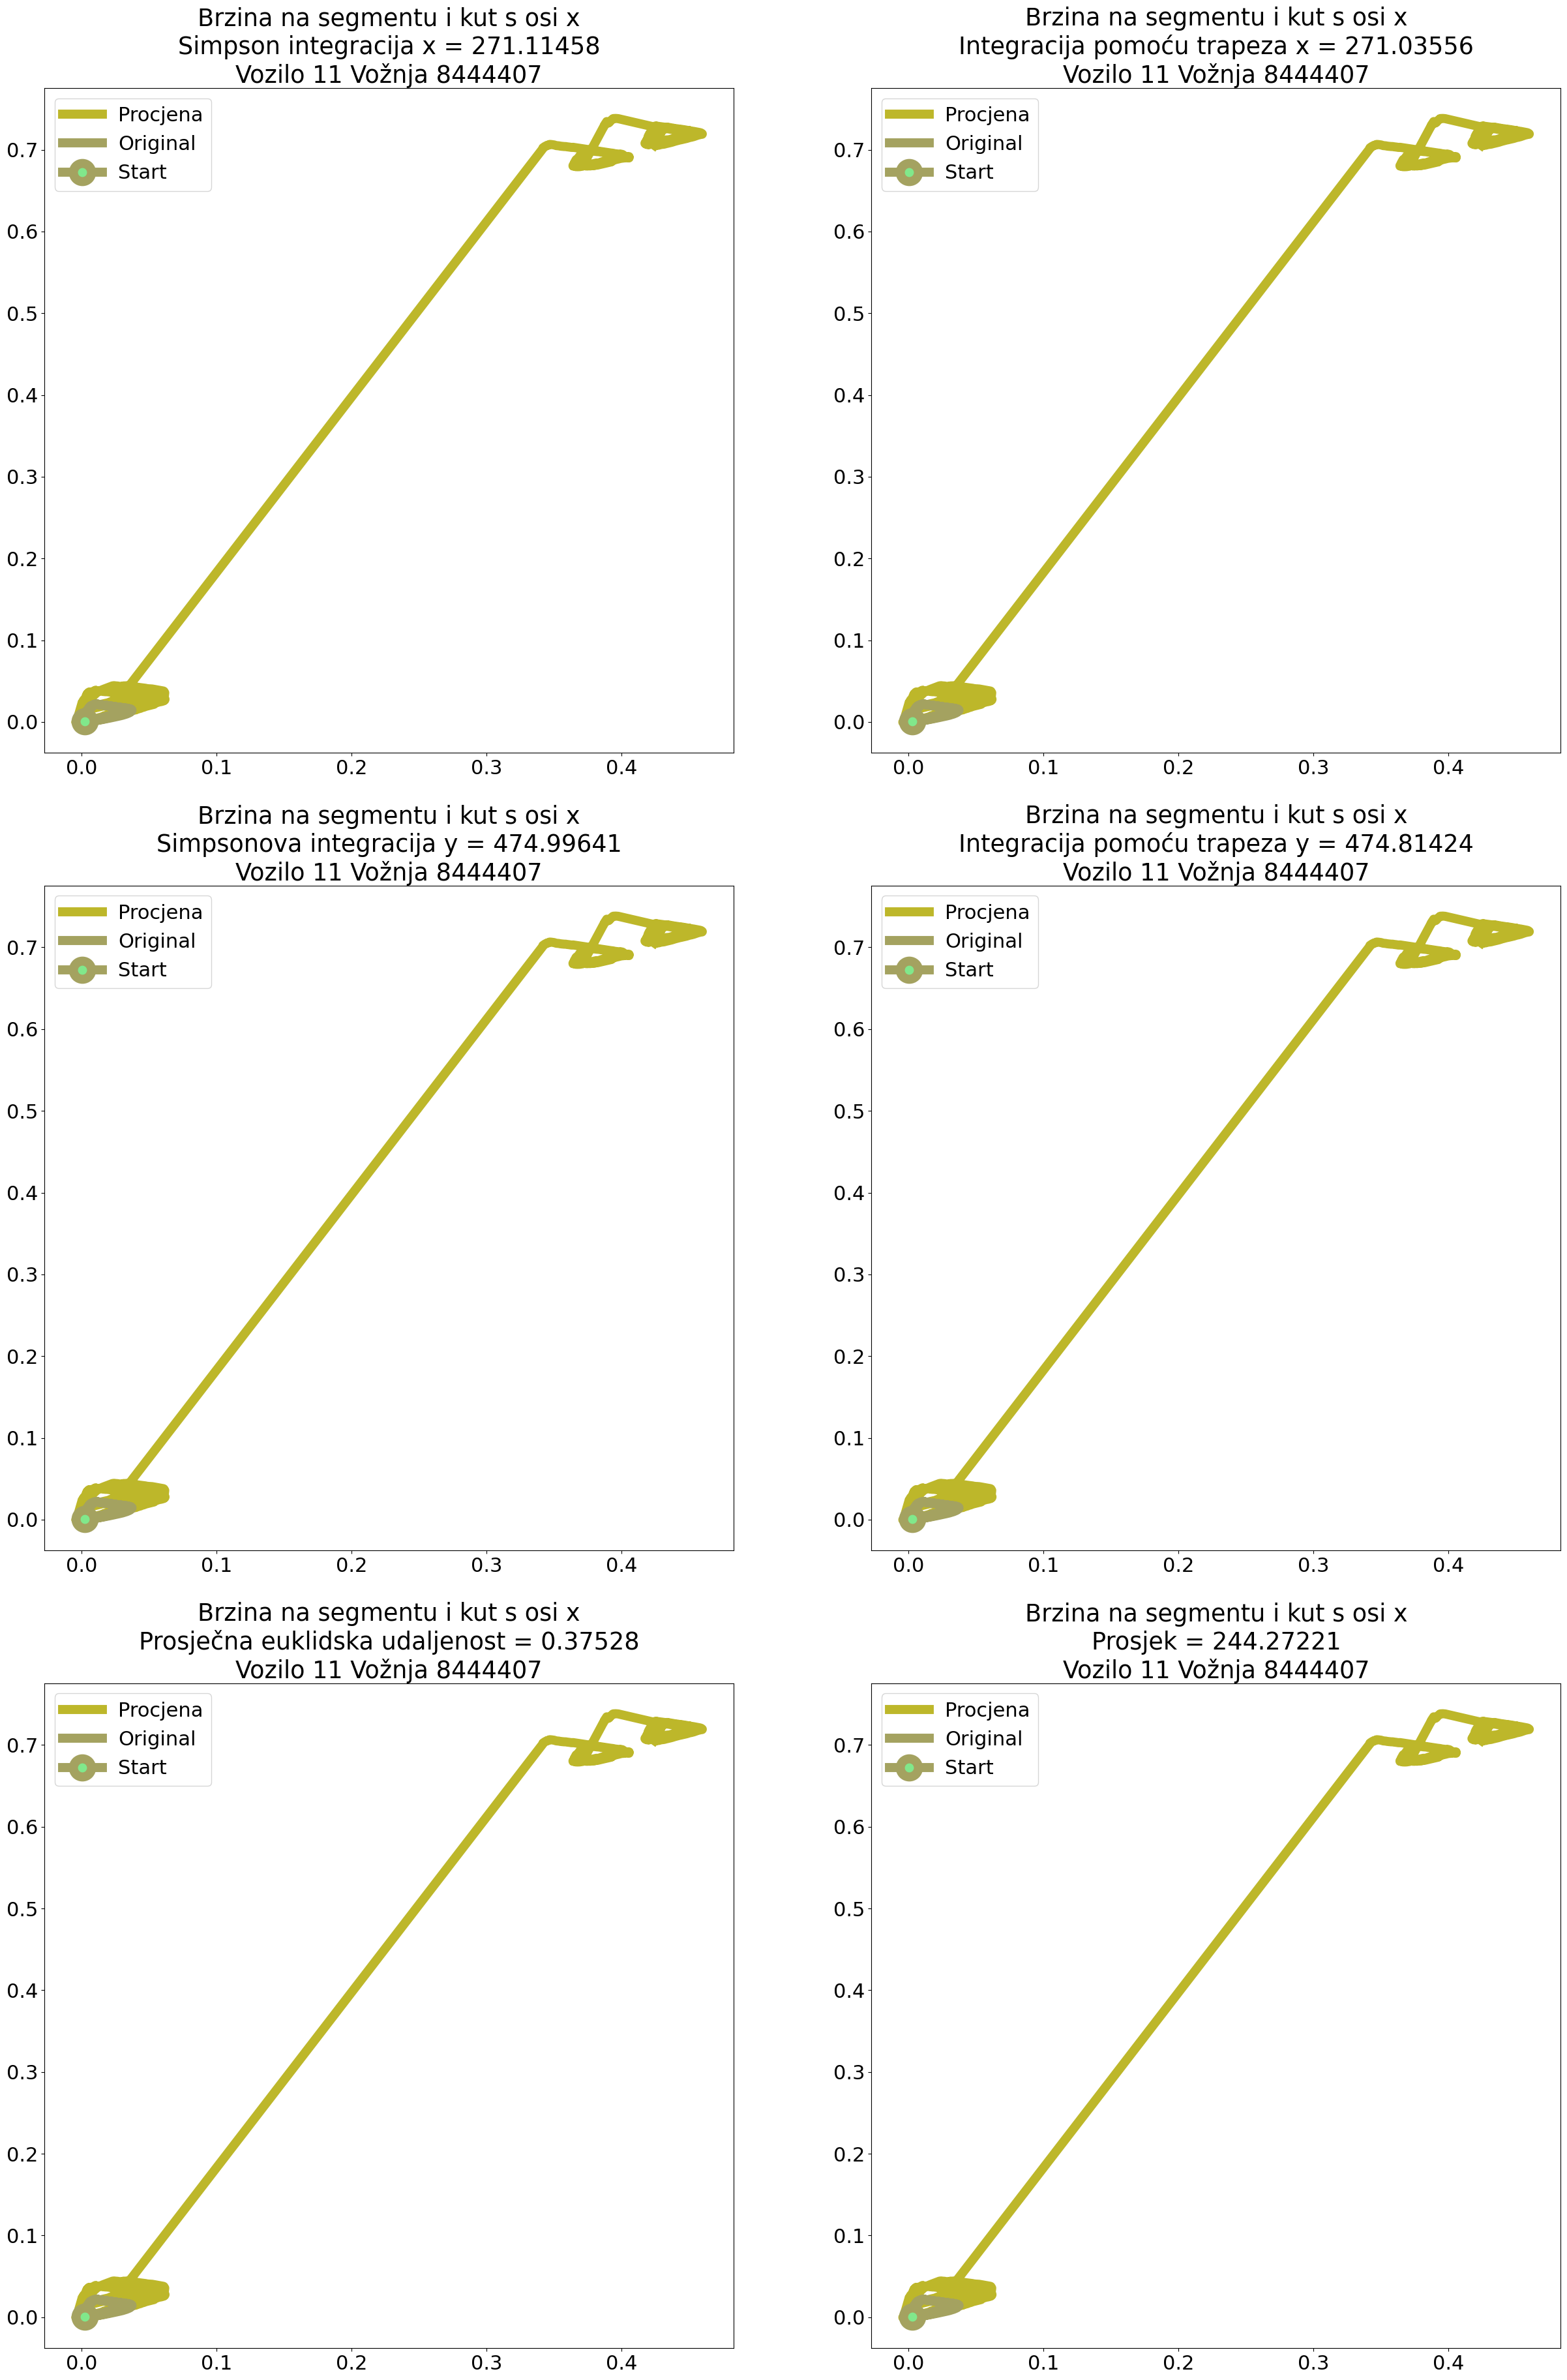 Brzina na segmentu i kut s osi x
Simpson integracija x = 271.11458
Vozilo 11 Vožnja 8444407
Procjena
Original
Start
0.7
0.6
0.5
0.4
0.3
0.2
0.1
0.0
0.0 0.1 0.2 0.3 0.4
Brzina na segmentu i kut s osi x
Integracija pomoću trapeza x = 271.03556
Vozilo 11 Vožnja 8444407
Procjena
Original
Start
0.7
0.6
0.5
0.4
0.3
0.2
0.1
0.0
0.0 0.1 0.2 0.3 0.4
Brzina na segmentu i kut s osi x
Simpsonova integracija y = 474.99641
Vozilo 11 Vožnja 8444407
Procjena
Original
Start
0.7
0.6
0.5
0.4
0.3
0.2
0.1
0.0
0.0 0.1 0.2 0.3 0.4
Brzina na segmentu i kut s osi x
Integracija pomoću trapeza y = 474.81424
Vozilo 11 Vožnja 8444407
Procjena
Original
Start
0.7
0.6
0.5
0.4
0.3
0.2
0.1
0.0
0.0 0.1 0.2 0.3 0.4
Brzina na segmentu i kut s osi x
Prosječna euklidska udaljenost = 0.37528
Vozilo 11 Vožnja 8444407
Procjena
Original
Start
0.7
0.6
0.5
0.4
0.3
0.2
0.1
0.0
0.0 0.1 0.2 0.3 0.4
Brzina na segmentu i kut s osi x
Prosjek = 244.27221
Vozilo 11 Vožnja 8444407
Procjena
Original
Start
0.7
0.6
0.5
0.4
0.3
0.2
0.1
0.0
0.0 0.1 0.2 0.3 0.4